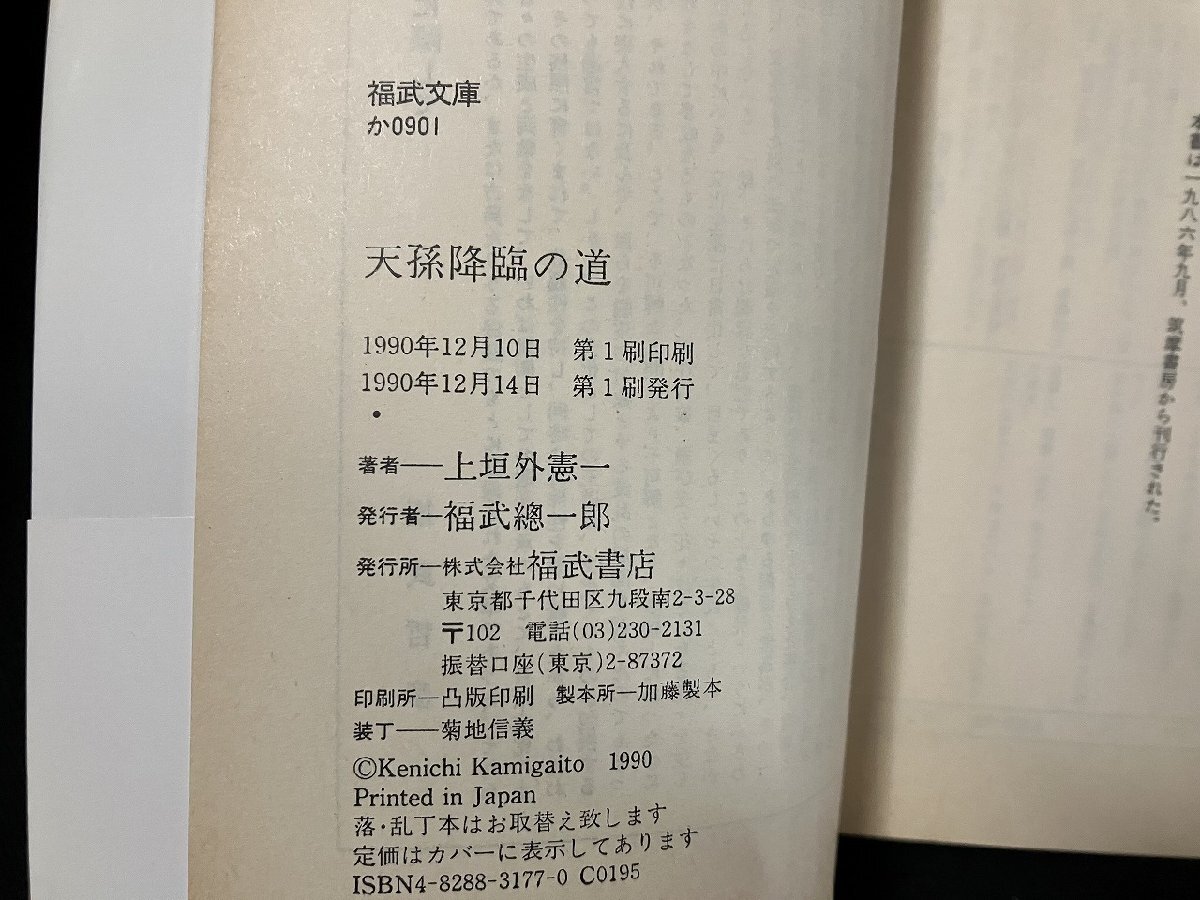 福武文庫
か0901
天孫降臨の道
1990年12月10日　第1刷印刷
1990年12月14日　第1刷発行
•
著者──上垣外憲一
発行者─福武總一郎
発行所─株式会社福武書店
東京都千代田区九段南2-3-28
〒102　電話(03)230-2131
振替口座(東京)2-87372
印刷所─凸版印刷　製本所─加藤製本
装丁──菊地信義
©Kenichi Kamigaito　1990
Printed in Japan
落・乱丁本はお取替え致します
定価はカバーに表示してあります
ISBN4-8288-3177-0　C0195
本書は一九八六年九月、筑摩書房から刊行された。